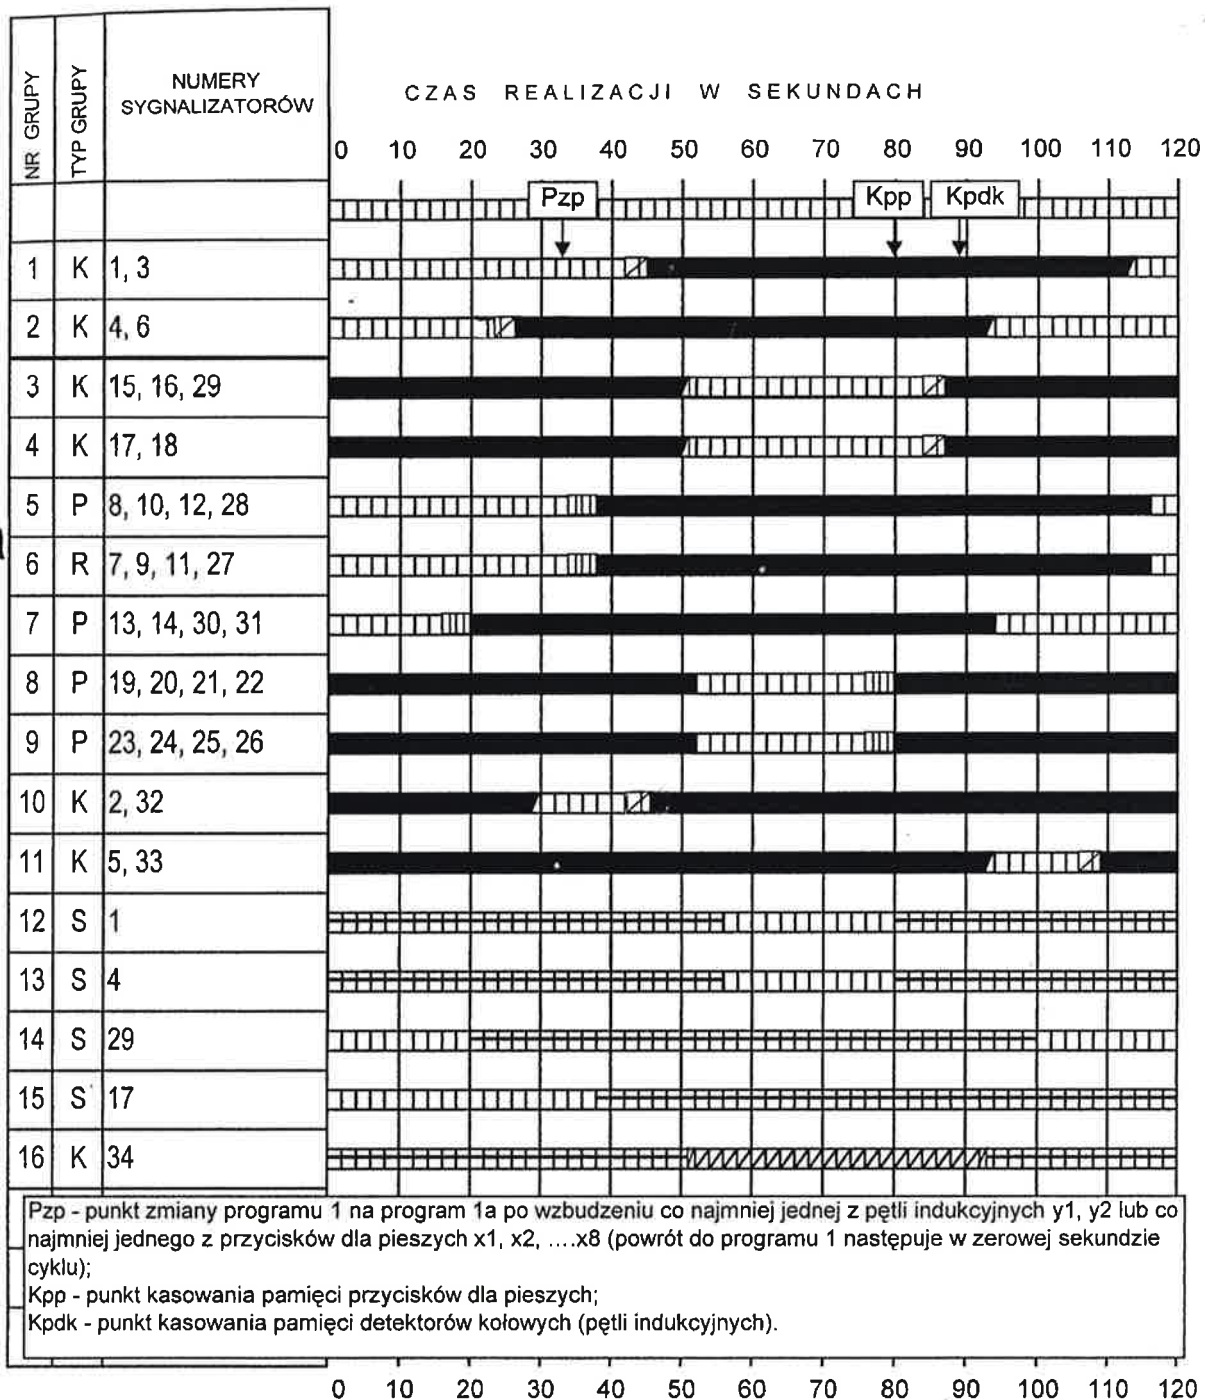 NR GRUPY
TYP GRUPY
NUMERY
SYGNALIZATORÓW
CZAS REALIZACJI W SEKUNDACH
0 10 20 30 40 50 60 70 80 90 100 110 120
Pzp Kpp Kpdk
1 K 1, 3
2 K 4, 6
3 K 15, 16, 29
4 K 17, 18
5 P 8, 10, 12, 28
6 R 7, 9, 11, 27
7 P 13, 14, 30, 31
8 P 19, 20, 21, 22
9 P 23, 24, 25, 26
10 K 2, 32
11 K 5, 33
12 S 1
13 S 4
14 S 29
15 S 17
16 K 34
Pzp - punkt zmiany programu 1 na program 1a po wzbudzeniu co najmniej jednej z pętli indukcyjnych y1, y2 lub co
najmniej jednego z przycisków dla pieszych x1, x2, ....x8 (powrót do programu 1 następuje w zerowej sekundzie
cyklu);
Kpp - punkt kasowania pamięci przycisków dla pieszych;
Kpdk - punkt kasowania pamięci detektorów kołowych (pętli indukcyjnych).
0 10 20 30 40 50 60 70 80 90 100 110 120